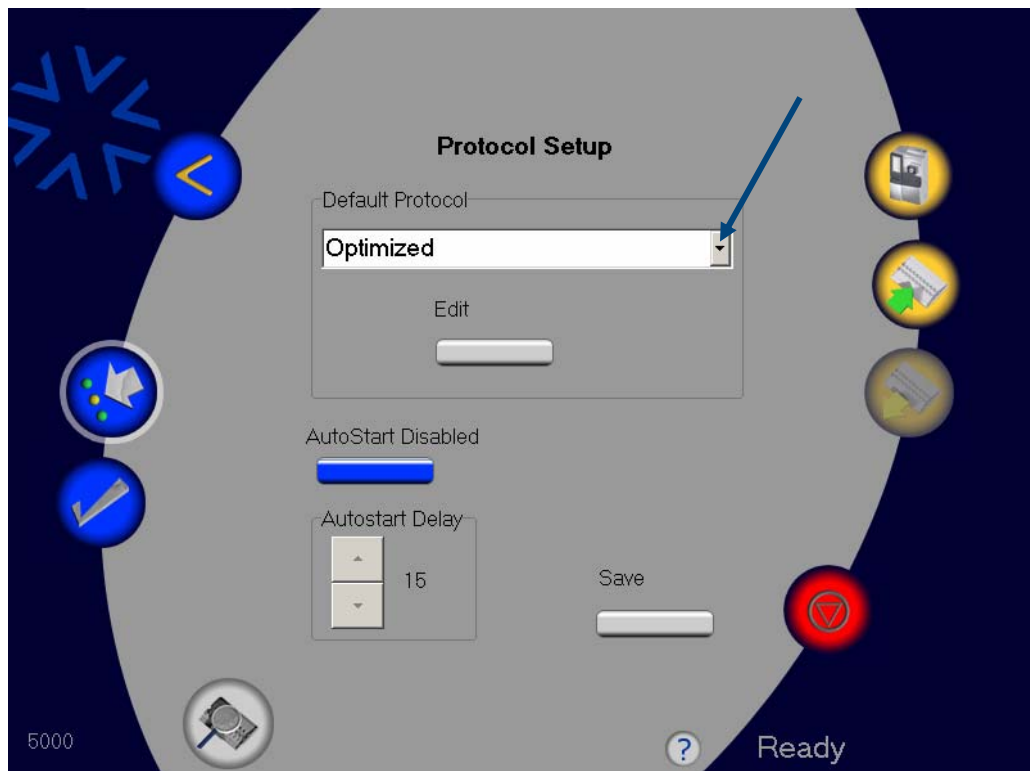 Protocol Setup
Default Protocol
Optimized
Edit
AutoStart Disabled
Autostart Delay
15
Save
5000
?
Ready